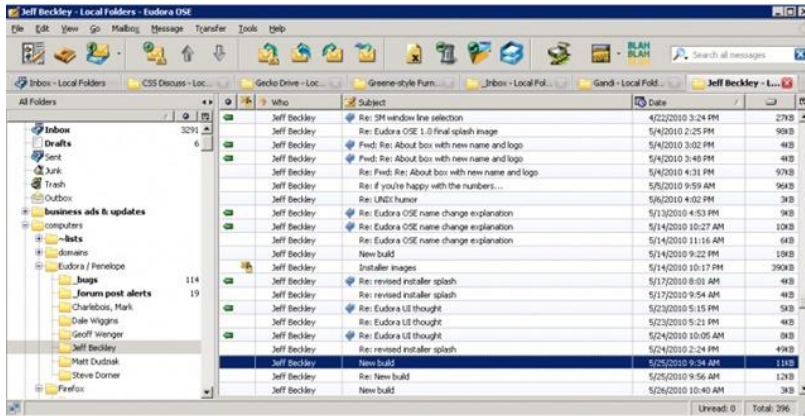 Jeff Beckley - Local Folders - Eudora OSE
File Edit View Go Mailbox Message Transfer Tools Help
BLAH BLAH Search all messages
Inbox - Local Folders CSS Discuss - Loc... Gecko Drive - Loc... Greene-style Furn... _Inbox - Local Fol... Gandi - Local Fold... Jeff Beckley - L...
All Folders Who Subject Date
Jeff Beckley Re: SM window line selection 4/22/2010 3:24 PM 27KB
Inbox 3291 Jeff Beckley Re: Eudora OSE 1.0 final splash image 5/4/2010 2:25 PM 90KB
Drafts 6 Jeff Beckley Fwd: Re: About box with new name and logo 5/4/2010 3:02 PM 4KB
Sent Jeff Beckley Fwd: Re: About box with new name and logo 5/4/2010 3:48 PM 4KB
Junk Jeff Beckley Re: Fwd: Re: About box with new name and logo 5/4/2010 4:31 PM 97KB
Trash Jeff Beckley Re: if you're happy with the numbers... 5/5/2010 9:59 AM 96KB
Outbox Jeff Beckley Re: UNIX humor 5/6/2010 4:02 PM 3KB
business ads & updates Jeff Beckley Re: Eudora OSE name change explanation 5/13/2010 4:53 PM 9KB
computers Jeff Beckley Re: Eudora OSE name change explanation 5/14/2010 10:27 AM 10KB
~lists Jeff Beckley Re: Eudora OSE name change explanation 5/14/2010 11:16 AM 6KB
domains Jeff Beckley New build 5/14/2010 9:22 PM 18KB
Eudora / Penelope Jeff Beckley Installer images 5/14/2010 10:17 PM 390KB
_bugs 114 Jeff Beckley Re: revised installer splash 5/17/2010 8:01 AM 4KB
_forum post alerts 19 Jeff Beckley Re: revised installer splash 5/17/2010 9:54 AM 4KB
Charlebois, Mark Jeff Beckley Re: Eudora UI thought 5/23/2010 5:15 PM 5KB
Dale Wiggins Jeff Beckley Re: Eudora UI thought 5/23/2010 5:21 PM 4KB
Geoff Wenger Jeff Beckley Re: Eudora UI thought 5/24/2010 10:05 AM 8KB
Jeff Beckley Jeff Beckley Re: revised installer splash 5/24/2010 2:24 PM 49KB
Matt Dudziak Jeff Beckley New build 5/25/2010 9:34 AM 11KB
Steve Dorner Jeff Beckley Re: New build 5/25/2010 9:56 AM 12KB
Firefox Jeff Beckley New build 5/26/2010 10:40 AM 3KB
Unread: 0 Total: 396